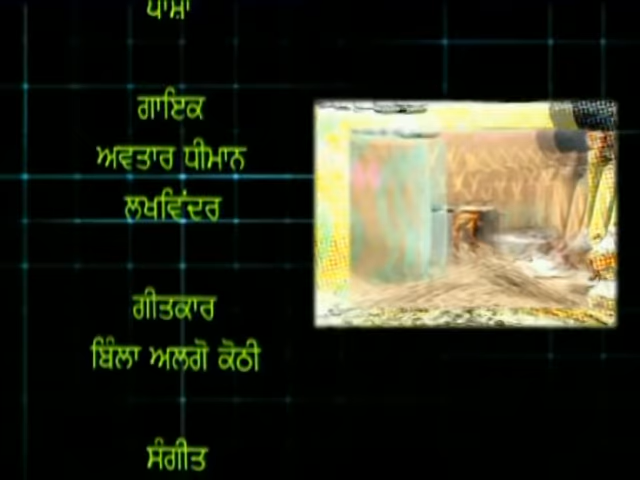 ਪਾਸ਼ਾ
ਗਾਇਕ
ਅਵਤਾਰ ਧੀਮਾਨ
ਲਖਵਿੰਦਰ
ਗੀਤਕਾਰ
ਬਿੰਲਾ ਅਲਗੋ ਕੋਠੀ
ਸੰਗੀਤ